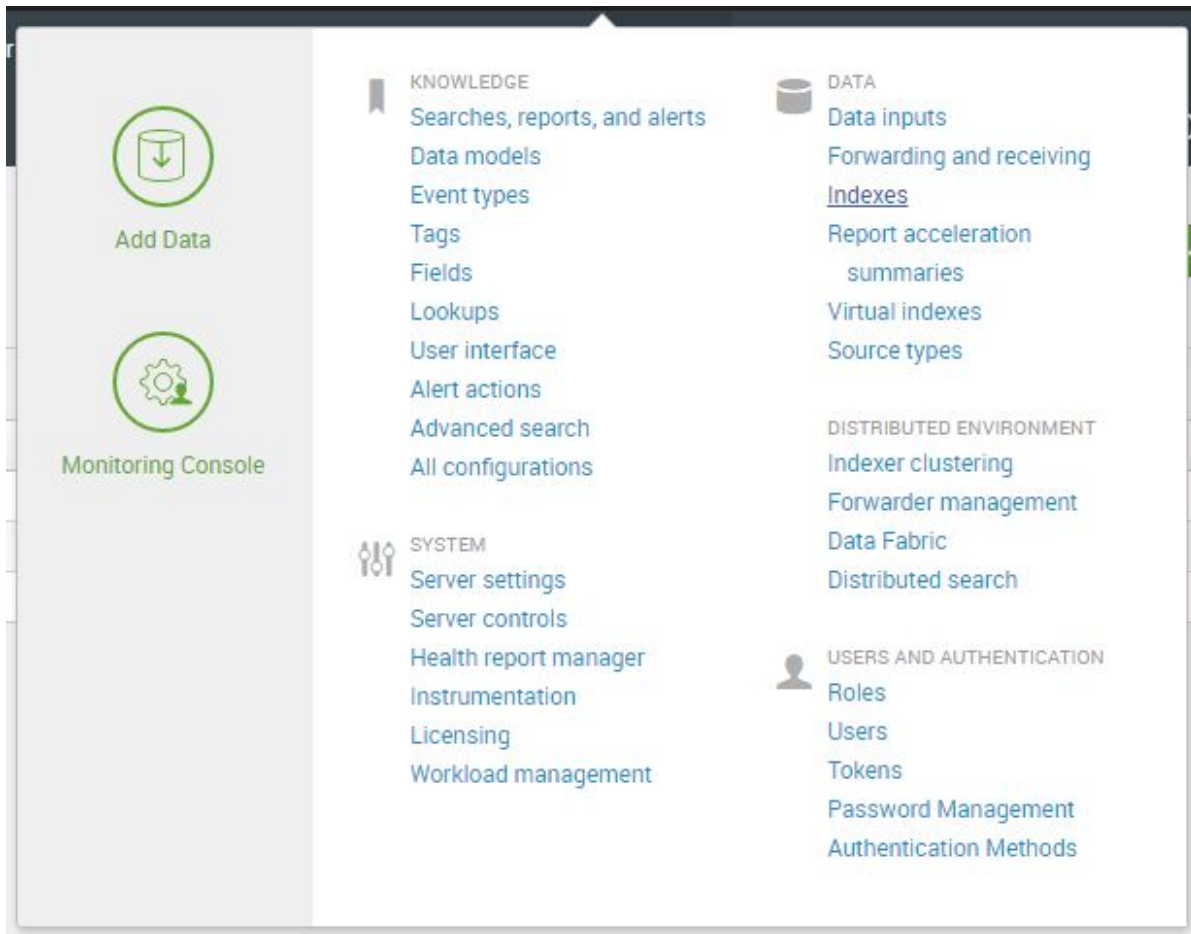 Add Data
Monitoring Console
KNOWLEDGE
Searches, reports, and alerts
Data models
Event types
Tags
Fields
Lookups
User interface
Alert actions
Advanced search
All configurations
SYSTEM
Server settings
Server controls
Health report manager
Instrumentation
Licensing
Workload management
DATA
Data inputs
Forwarding and receiving
Indexes
Report acceleration
summaries
Virtual indexes
Source types
DISTRIBUTED ENVIRONMENT
Indexer clustering
Forwarder management
Data Fabric
Distributed search
USERS AND AUTHENTICATION
Roles
Users
Tokens
Password Management
Authentication Methods